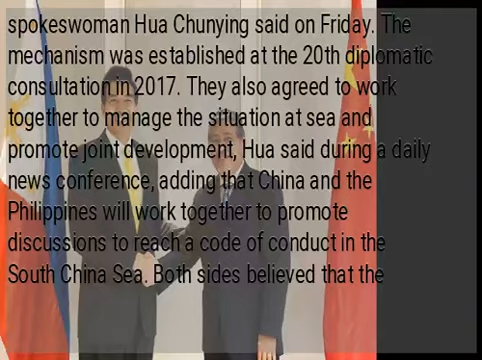 spokeswoman Hua Chunying said on Friday. The
mechanism was established at the 20th diplomatic
consultation in 2017. They also agreed to work
together to manage the situation at sea and
promote joint development, Hua said during a daily
news conference, adding that China and the
Philippines will work together to promote
discussions to reach a code of conduct in the
South China Sea. Both sides believed that the